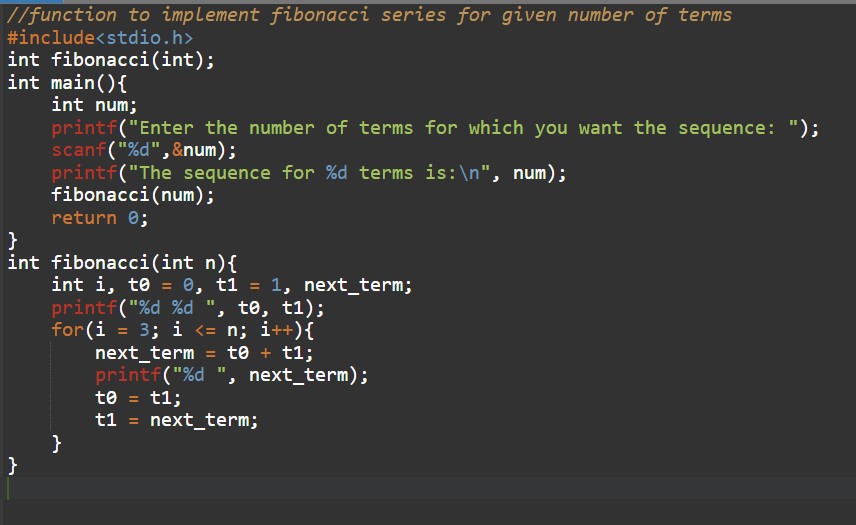 //function to implement fibonacci series for given number of terms
#include<stdio.h>
int fibonacci(int);
int main(){
    int num;
    printf("Enter the number of terms for which you want the sequence: ");
    scanf("%d",&num);
    printf("The sequence for %d terms is:\n", num);
    fibonacci(num);
    return 0;
}
int fibonacci(int n){
    int i, t0 = 0, t1 = 1, next_term;
    printf("%d %d ", t0, t1);
    for(i = 3; i <= n; i++){
        next_term = t0 + t1;
        printf("%d ", next_term);
        t0 = t1;
        t1 = next_term;
    }
}